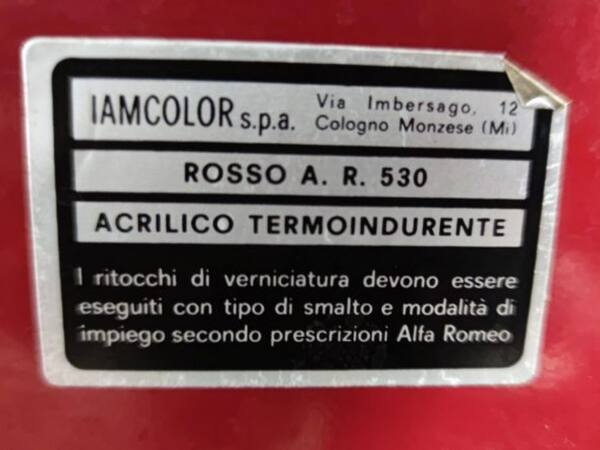 IAMCOLOR s.p.a. Via Imbersago, 12
Cologno Monzese (Mi)
ROSSO A. R. 530
ACRILICO TERMOINDURENTE
I ritocchi di verniciatura devono essere
eseguiti con tipo di smalto e modalità di
impiego secondo prescrizioni Alfa Romeo